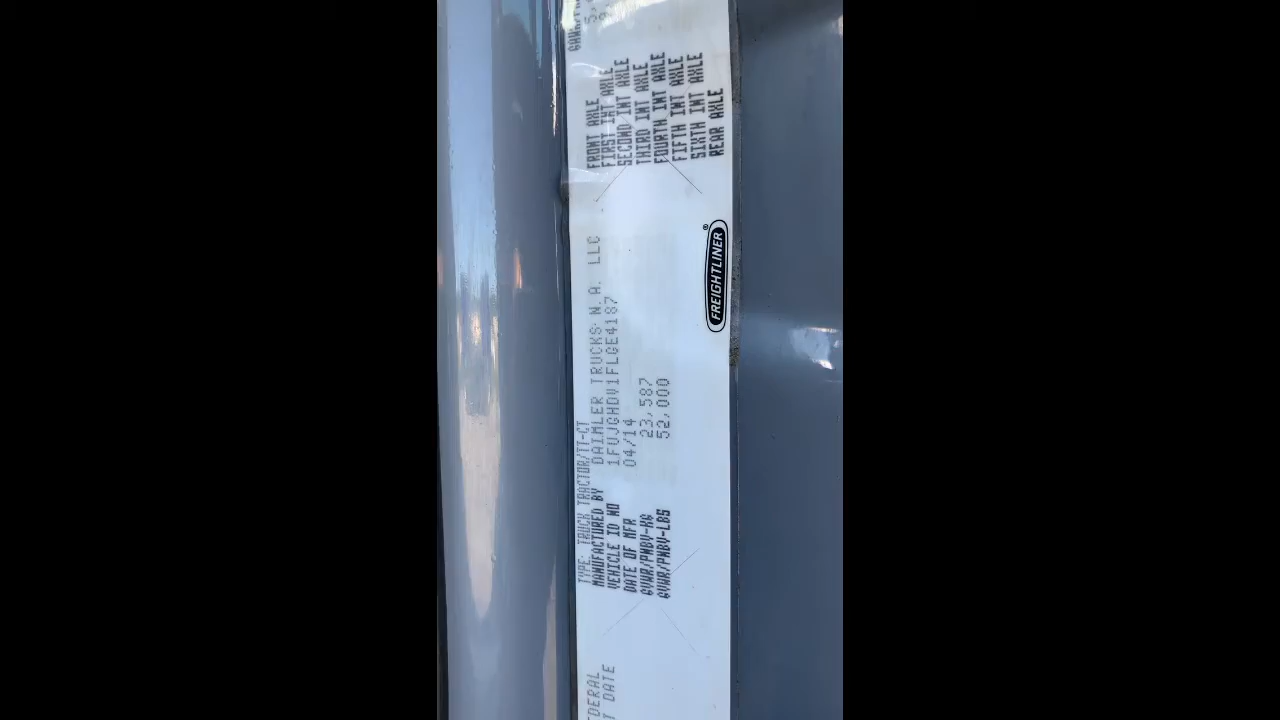 TYPE: TRUCK TRACTOR/TT-CT
MANUFACTURED BY DAIMLER TRUCKS N.A. LLC
VEHICLE ID NO 1FUJGHDV1FLGE4187
DATE OF MFR 04/14
GVWR/PNBV-KG 23,587
GVWR/PNBV-LBS 52,000
FREIGHTLINER®
FRONT AXLE
FIRST INT AXLE
SECOND INT AXLE
THIRD INT AXLE
FOURTH INT AXLE
FIFTH INT AXLE
SIXTH INT AXLE
REAR AXLE
DATE